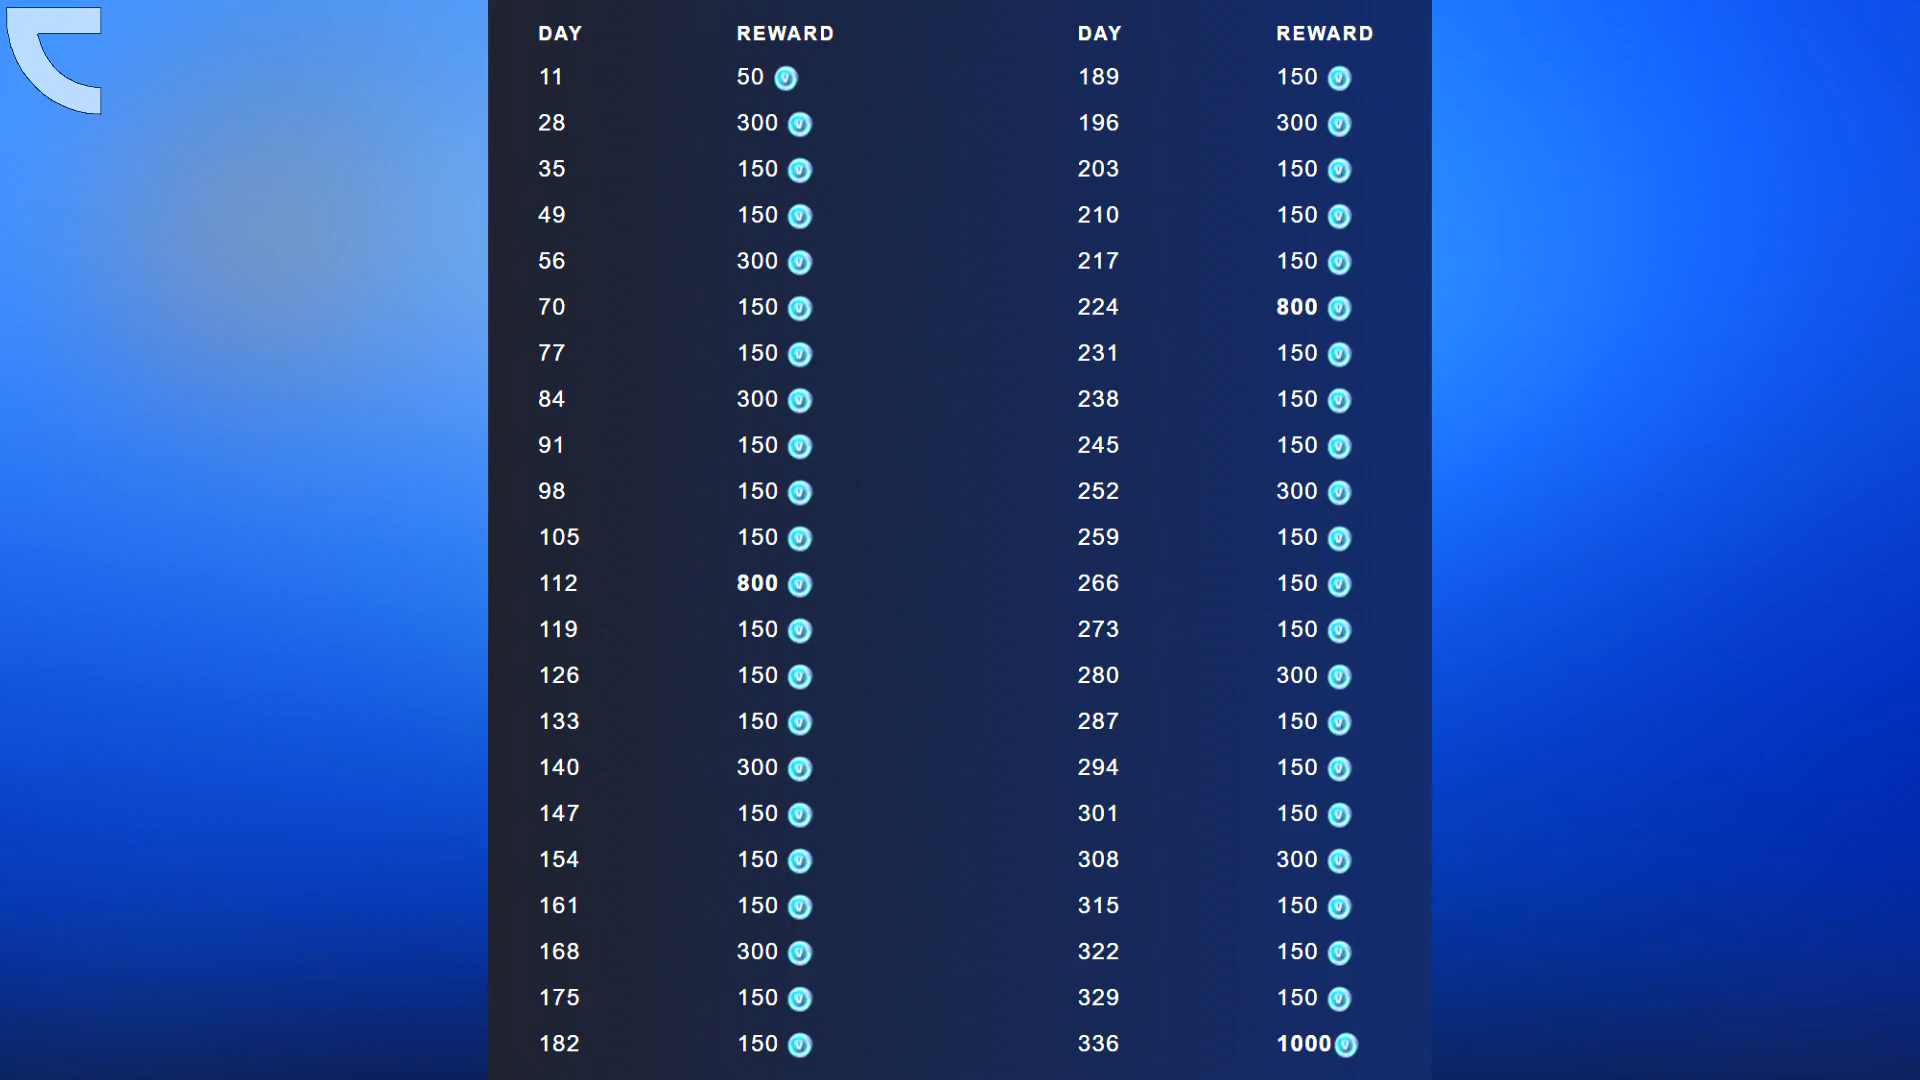 DAY REWARD DAY REWARD
11 50 189 150
28 300 196 300
35 150 203 150
49 150 210 150
56 300 217 150
70 150 224 800
77 150 231 150
84 300 238 150
91 150 245 150
98 150 252 300
105 150 259 150
112 800 266 150
119 150 273 150
126 150 280 300
133 150 287 150
140 300 294 150
147 150 301 150
154 150 308 300
161 150 315 150
168 300 322 150
175 150 329 150
182 150 336 1000